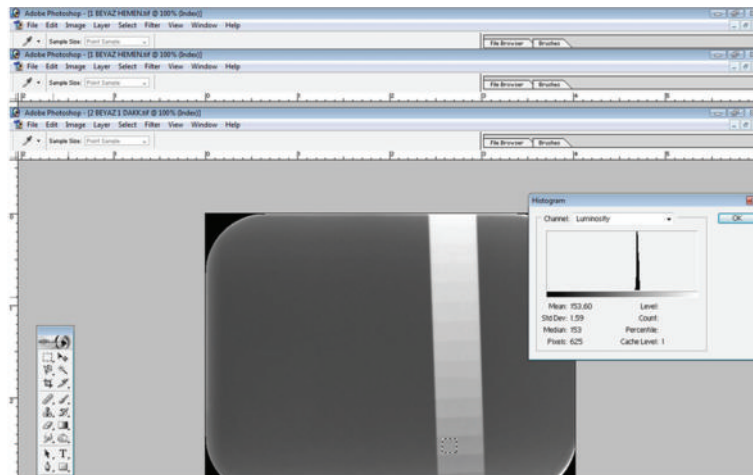 Adobe Photoshop - [1 BEYAZ HEMEN.tif @ 100% (Index)]
File Edit Image Layer Select Filter View Window Help
Sample Size: Point Sample
File Browser Brushes
Adobe Photoshop - [1 BEYAZ HEMEN.tif @ 100% (Index)]
File Edit Image Layer Select Filter View Window Help
Sample Size: Point Sample
File Browser Brushes
Adobe Photoshop - [2 BEYAZ 1 DAKK.tif @ 100% (Index)]
File Edit Image Layer Select Filter View Window Help
Sample Size: Point Sample
File Browser Brushes
Histogram
Channel: Luminosity
OK
Mean: 153,60 Level:
Std Dev: 1,59 Count:
Median: 153 Percentile:
Pixels: 625 Cache Level: 1